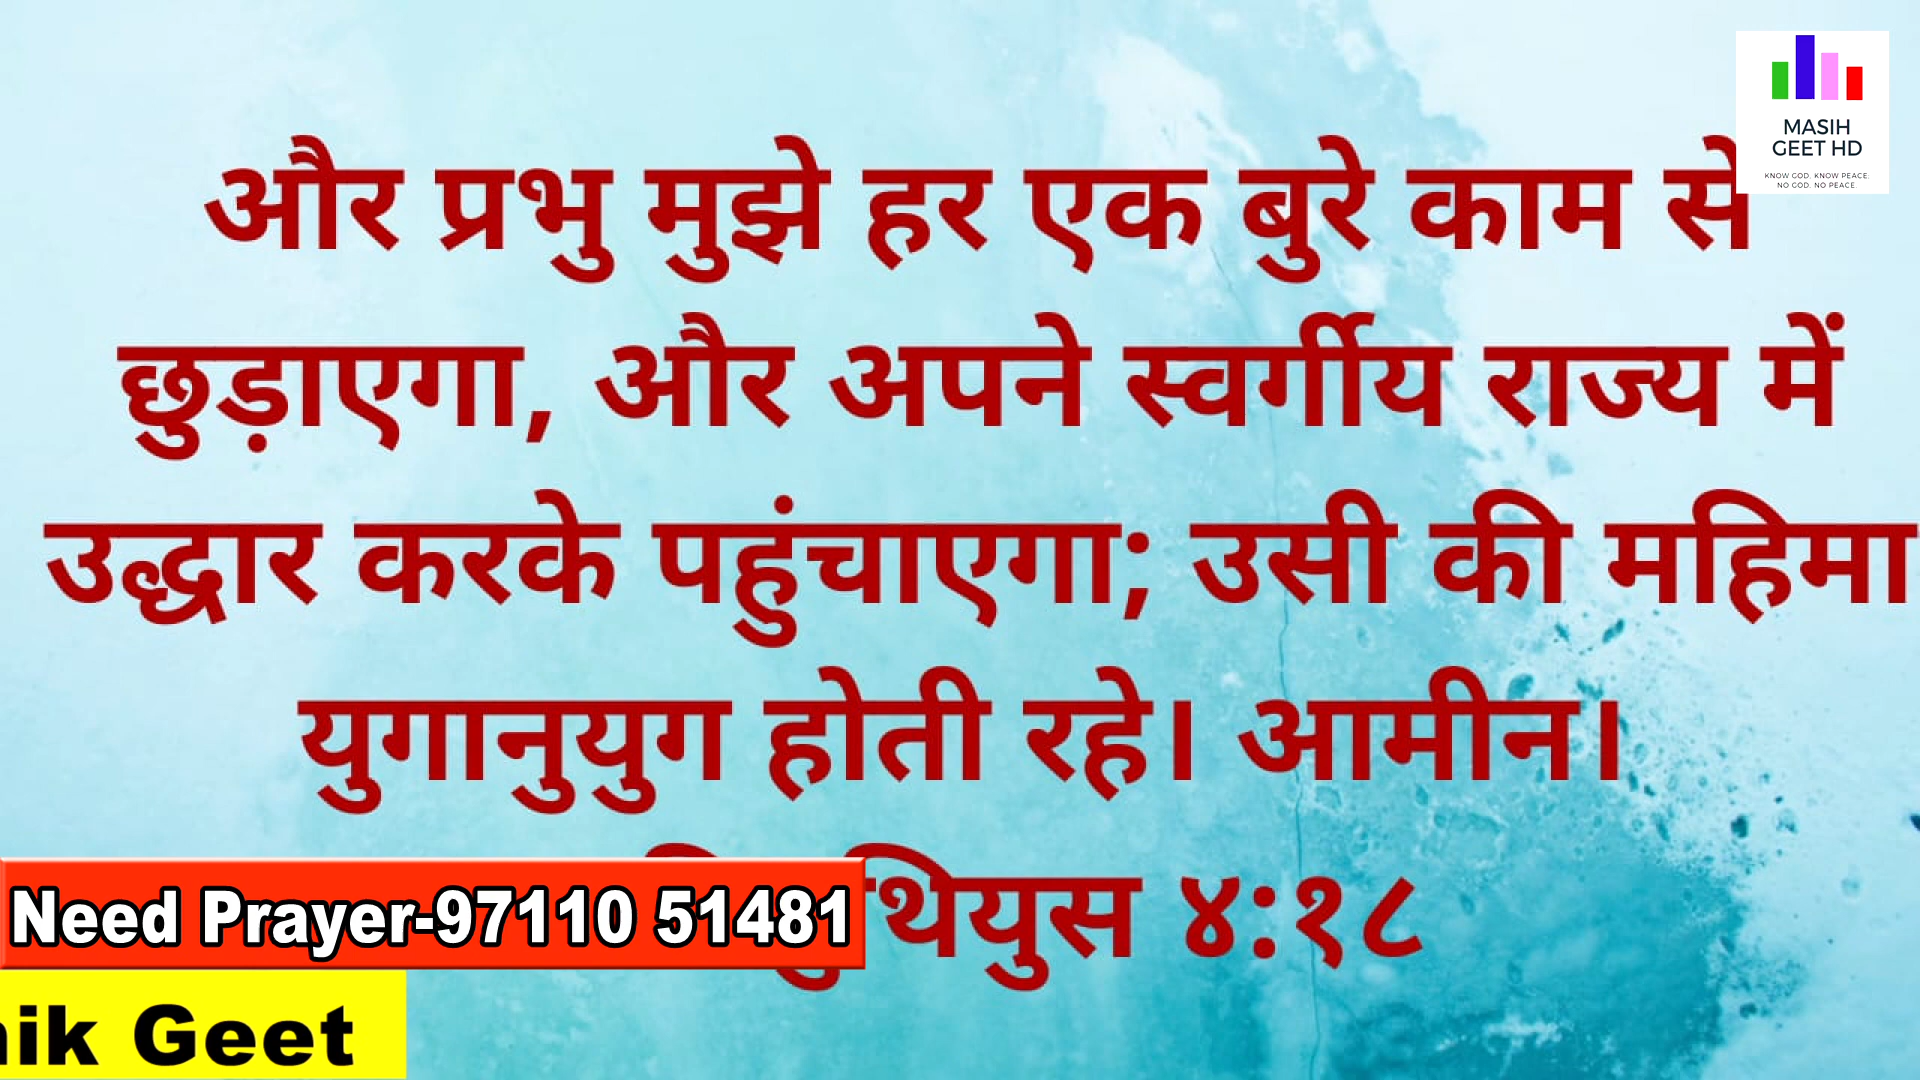 MASIH
GEET HD
KNOW GOD. KNOW PEACE.
NO GOD. NO PEACE.
और प्रभु मुझे हर एक बुरे काम से
छुड़ाएगा, और अपने स्वर्गीय राज्य में
उद्धार करके पहुंचाएगा; उसी की महिमा
युगानुयुग होती रहे। आमीन।
४:१८
Need Prayer-97110 51481
Geet